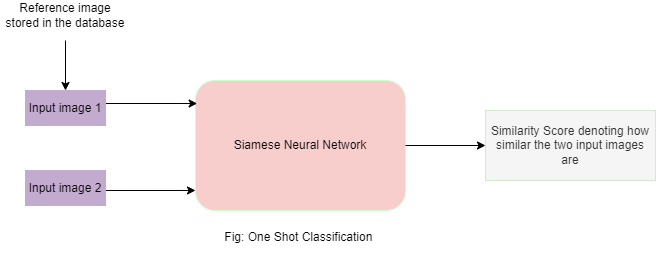 Reference image
stored in the database
Input image 1
Siamese Neural Network
Similarity Score denoting how
similar the two input images
are
Input image 2
Fig: One Shot Classification